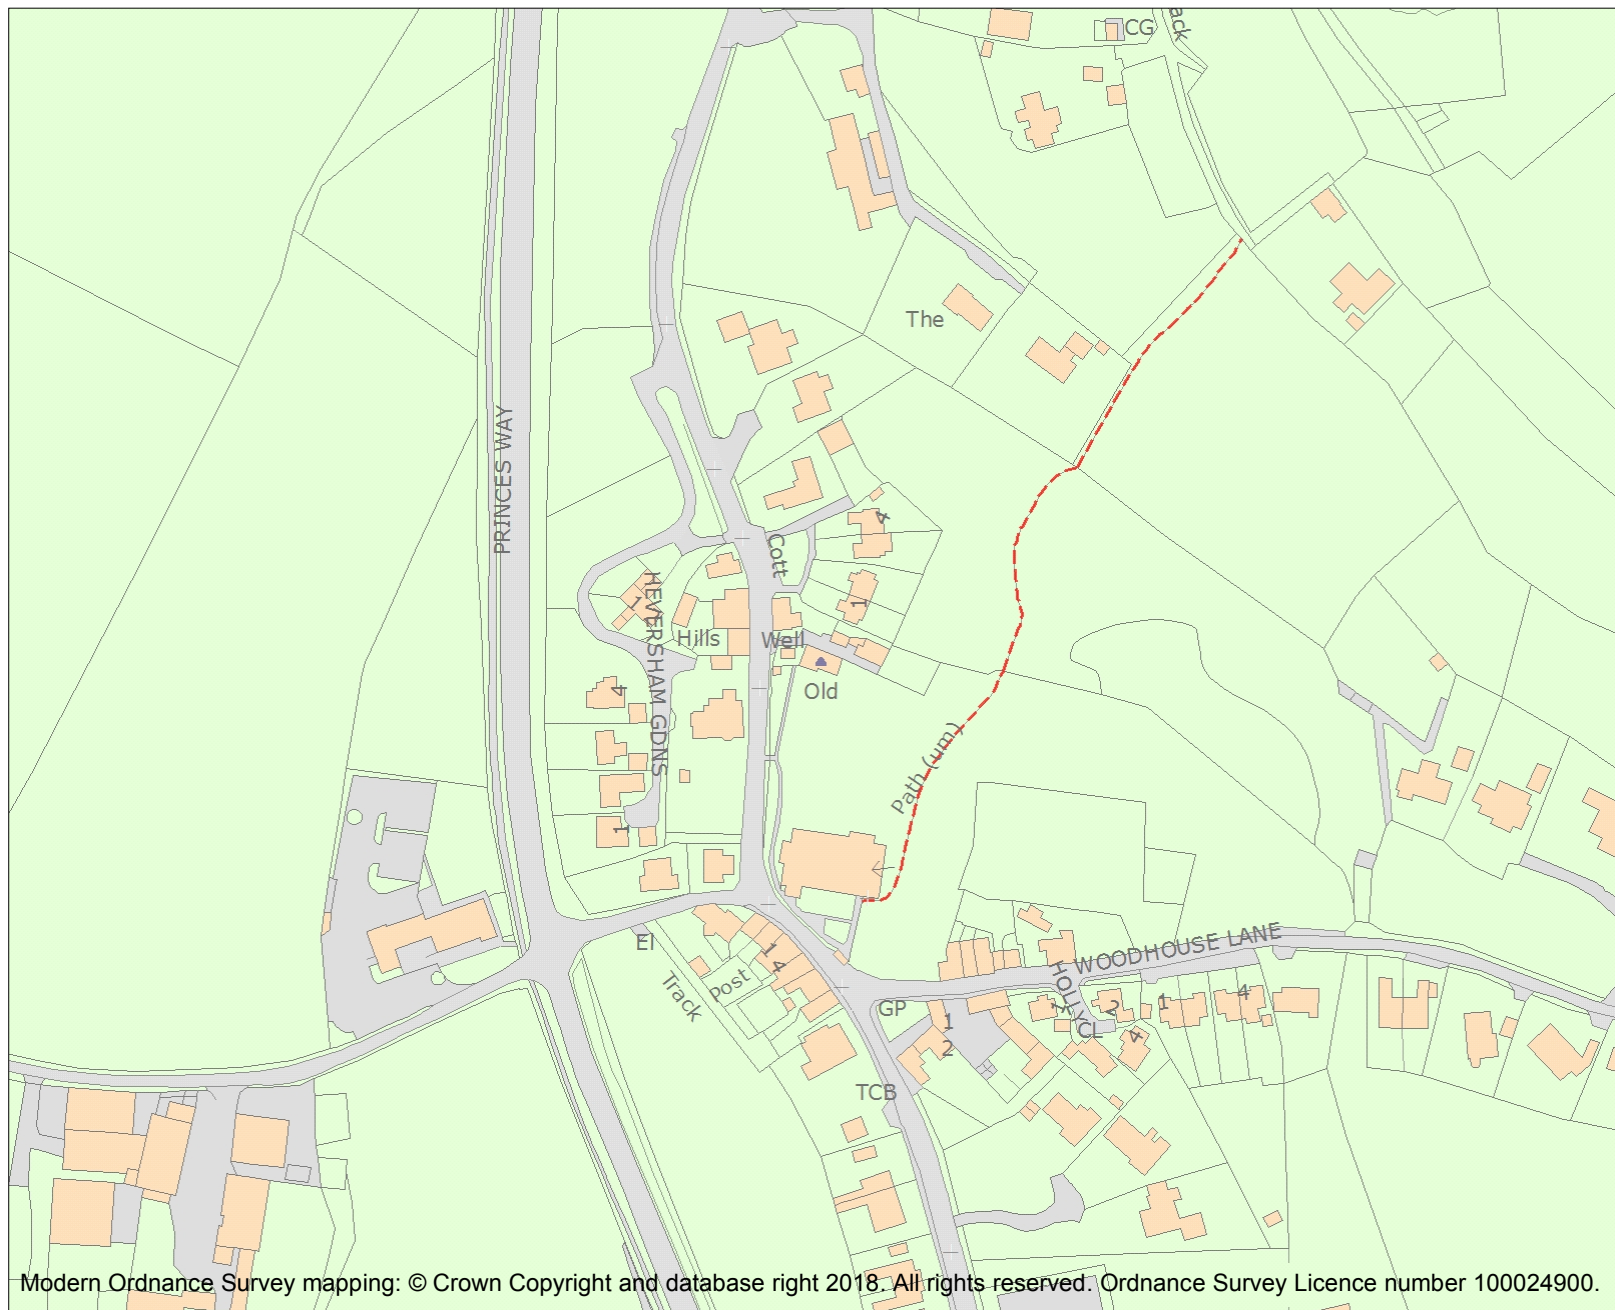 ack
CG
The
PRINCES WAY
4
Cott
1
1
HEVERSHAM GDNS
Hills
Well
4
Old
Path (um)
1
El
Track
Post
1
4
WOODHOUSE LANE
HOLLY
CL
1
2
4
1
4
GP
1
2
TCB
Modern Ordnance Survey mapping: © Crown Copyright and database right 2018. All rights reserved. Ordnance Survey Licence number 100024900.